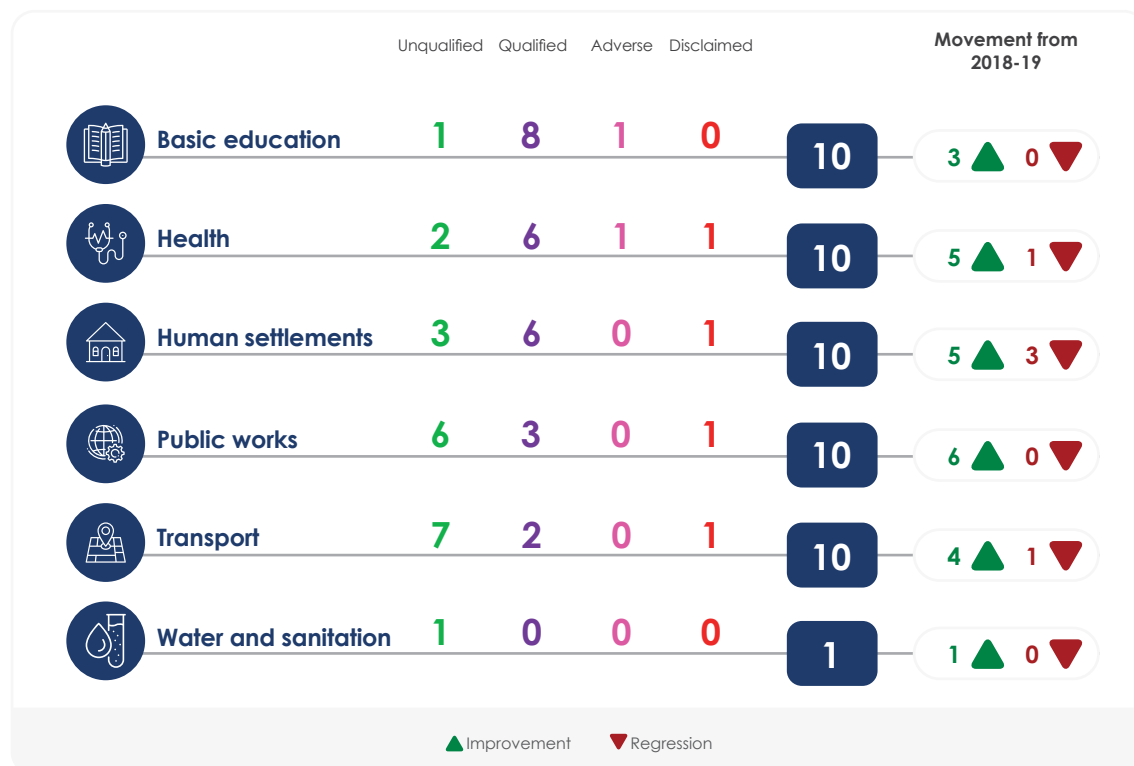 Unqualified Qualified Adverse Disclaimed
Movement from
2018-19
Basic education 1 8 1 0 10 3 0
Health 2 6 1 1 10 5 1
Human settlements 3 6 0 1 10 5 3
Public works 6 3 0 1 10 6 0
Transport 7 2 0 1 10 4 1
Water and sanitation 1 0 0 0 1 1 0
Improvement Regression